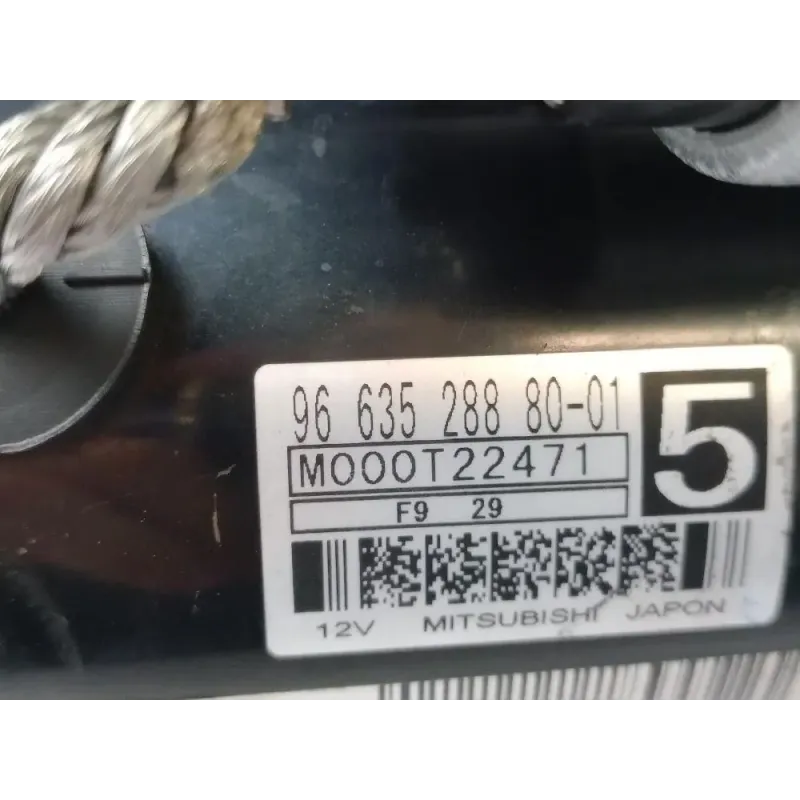 96 635 288 80-01
5
M000T22471
F9 29
12V MITSUBISHI JAPON